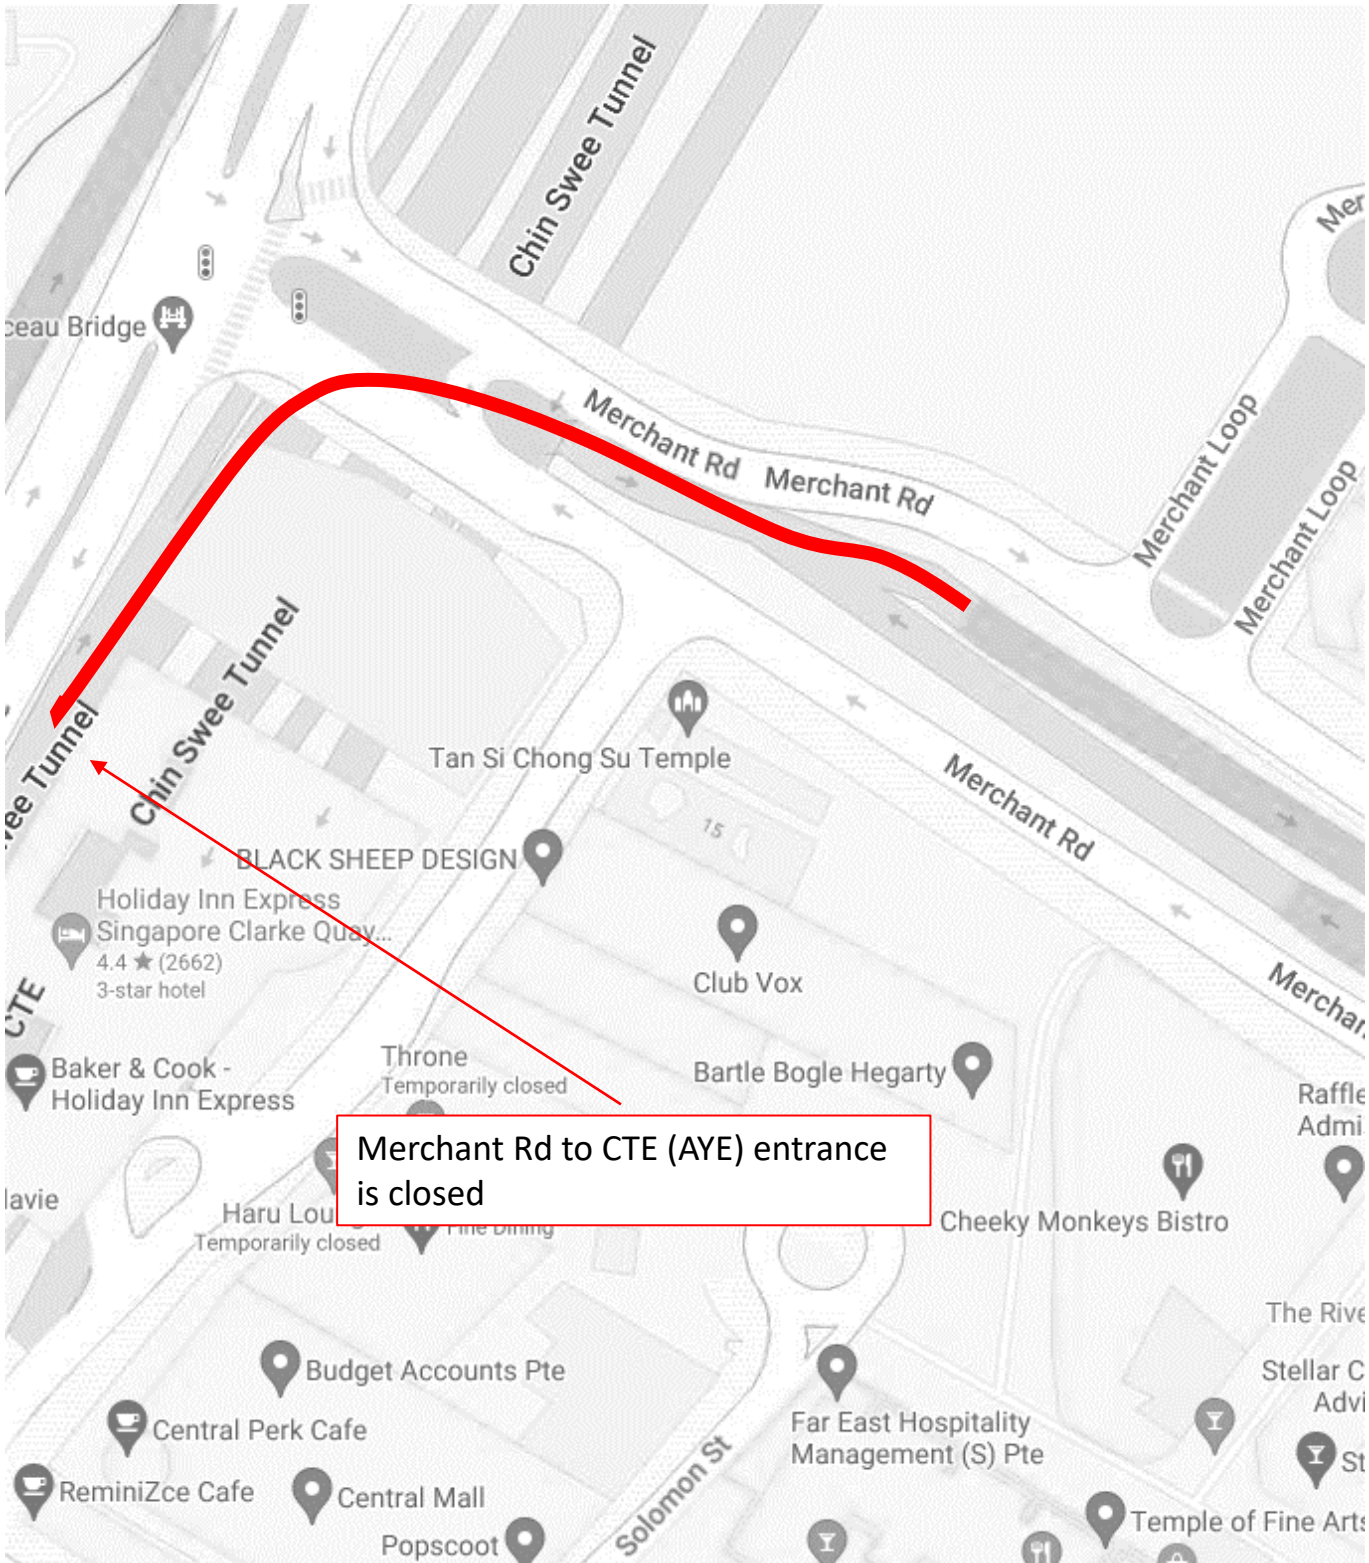 Chin Swee Tunnel
Mer
ceau Bridge
Merchant Rd
Merchant Rd
Merchant Loop
Merchant Loop
Chin Swee Tunnel
wee Tunnel
Tan Si Chong Su Temple
15
Merchant Rd
BLACK SHEEP DESIGN
Holiday Inn Express
Singapore Clarke Quay...
4.4 ★ (2662)
3-star hotel
Club Vox
CTE
Merchan
Throne
Temporarily closed
Baker & Cook -
Holiday Inn Express
Bartle Bogle Hegarty
Raffle
Admi
Merchant Rd to CTE (AYE) entrance
is closed
lavie
Haru Lou
Temporarily closed
Fine Dining
Cheeky Monkeys Bistro
The Rive
Stellar C
Advi
Budget Accounts Pte
Central Perk Cafe
Far East Hospitality
Management (S) Pte
St
ReminiZce Cafe
Central Mall
Solomon St
Popscoot
Temple of Fine Arts